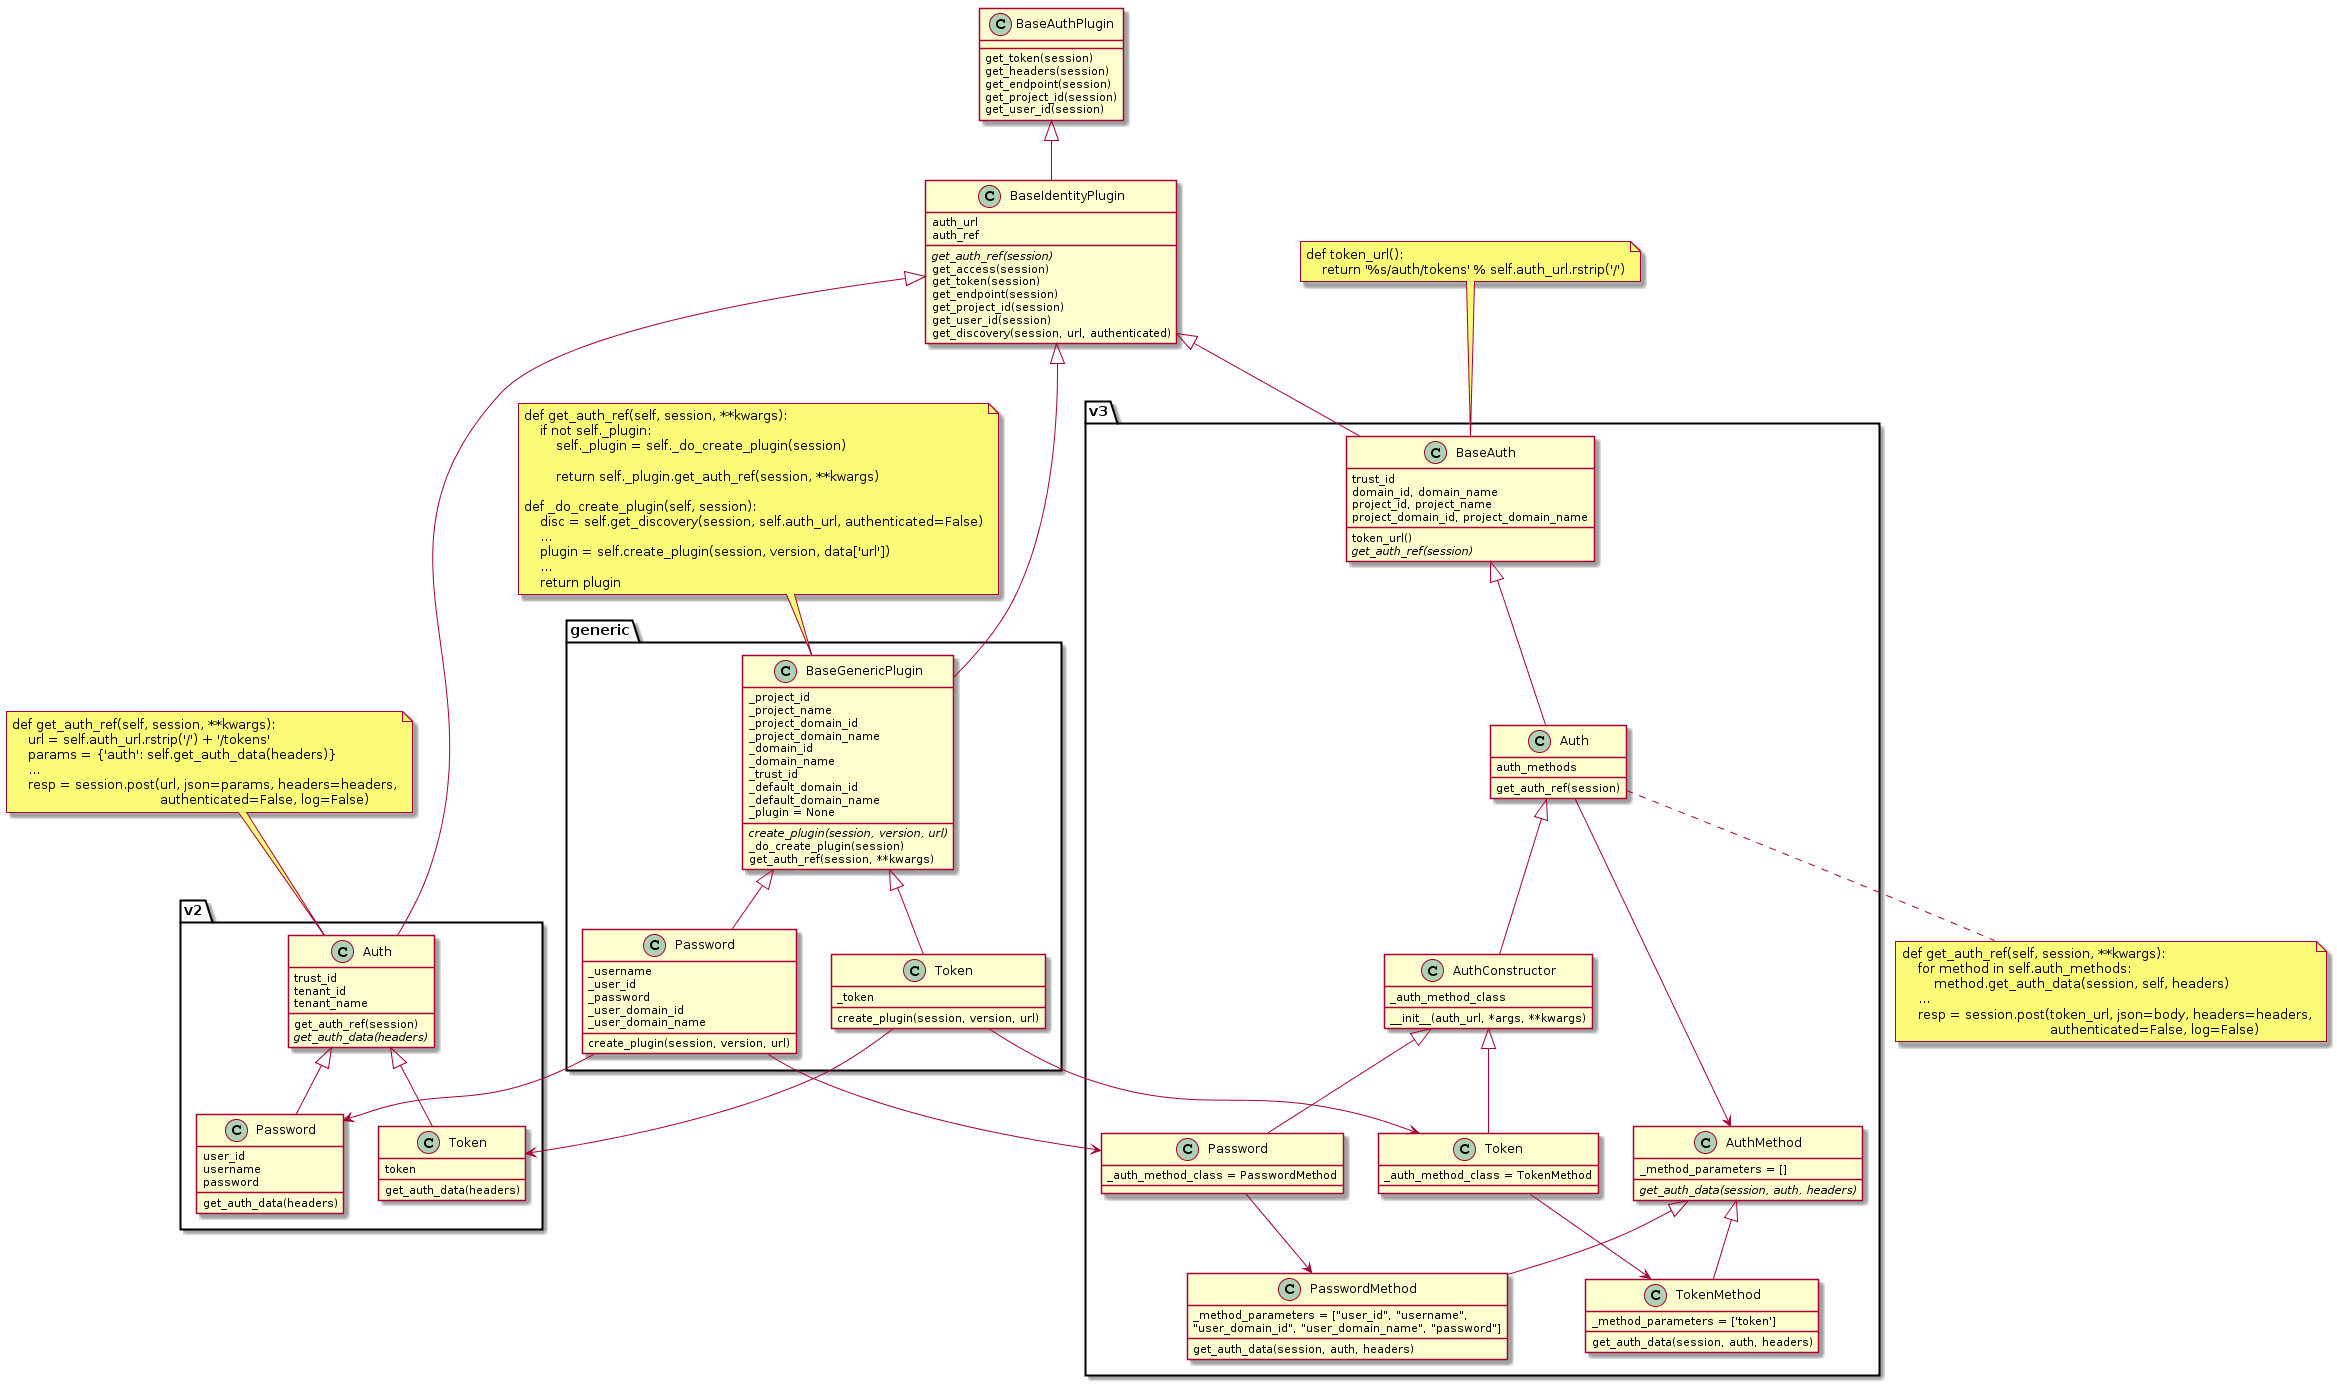 BaseAuthPlugin
get_token(session)
get_headers(session)
get_endpoint(session)
get_project_id(session)
get_user_id(session)
BaseIdentityPlugin
auth_url
auth_ref
get_auth_ref(session)
get_access(session)
get_token(session)
get_endpoint(session)
get_project_id(session)
get_user_id(session)
get_discovery(session, url, authenticated)
def token_url():
return '%s/auth/tokens' % self.auth_url.rstrip('/')
def get_auth_ref(self, session, **kwargs):
if not self._plugin:
self._plugin = self._do_create_plugin(session)
return self._plugin.get_auth_ref(session, **kwargs)
def _do_create_plugin(self, session):
disc = self.get_discovery(session, self.auth_url, authenticated=False)
...
plugin = self.create_plugin(session, version, data['url'])
...
return plugin
v3
BaseAuth
trust_id
domain_id, domain_name
project_id, project_name
project_domain_id, project_domain_name
token_url()
get_auth_ref(session)
generic
BaseGenericPlugin
_project_id
_project_name
_project_domain_id
_project_domain_name
_domain_id
_domain_name
_trust_id
_default_domain_id
_default_domain_name
_plugin = None
create_plugin(session, version, url)
_do_create_plugin(session)
get_auth_ref(session, **kwargs)
def get_auth_ref(self, session, **kwargs):
url = self.auth_url.rstrip('/') + '/tokens'
params = {'auth': self.get_auth_data(headers)}
...
resp = session.post(url, json=params, headers=headers,
authenticated=False, log=False)
Auth
auth_methods
get_auth_ref(session)
v2
Auth
trust_id
tenant_id
tenant_name
get_auth_ref(session)
get_auth_data(headers)
Password
_username
_user_id
_password
_user_domain_id
_user_domain_name
create_plugin(session, version, url)
Token
_token
create_plugin(session, version, url)
AuthConstructor
_auth_method_class
__init__(auth_url, *args, **kwargs)
def get_auth_ref(self, session, **kwargs):
for method in self.auth_methods:
method.get_auth_data(session, self, headers)
...
resp = session.post(token_url, json=body, headers=headers,
authenticated=False, log=False)
Password
user_id
username
password
get_auth_data(headers)
Token
token
get_auth_data(headers)
Password
_auth_method_class = PasswordMethod
Token
_auth_method_class = TokenMethod
AuthMethod
_method_parameters = []
get_auth_data(session, auth, headers)
PasswordMethod
_method_parameters = ["user_id", "username",
"user_domain_id", "user_domain_name", "password"]
get_auth_data(session, auth, headers)
TokenMethod
_method_parameters = ['token']
get_auth_data(session, auth, headers)